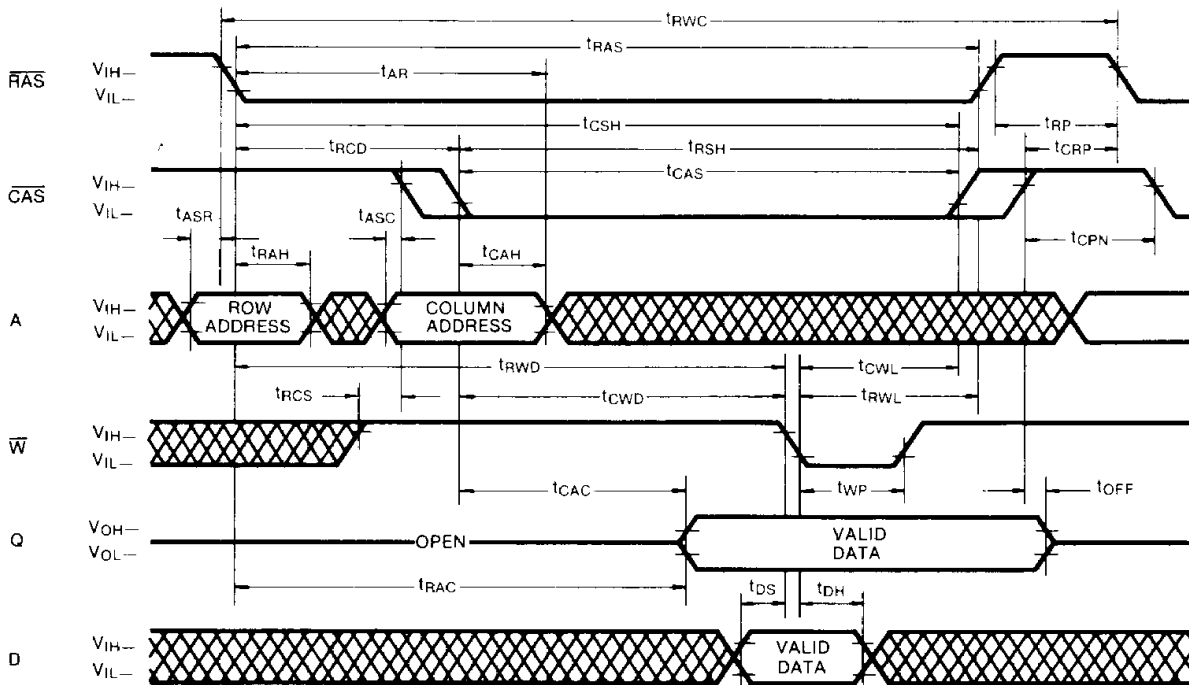 tRWC
tRAS
tAR
RAS
VIH—
VIL—
tCSH
tRP
tRCD
tRSH
tCRP
CAS
VIH—
VIL—
tCAS
tASR
tASC
tCPN
tRAH
tCAH
A
VIH—
VIL—
ROW
ADDRESS
COLUMN
ADDRESS
tRWD
tCWL
tRCS
tCWD
tRWL
W
VIH—
VIL—
tCAC
tWP
tOFF
Q
VOH—
VOL—
OPEN
VALID
DATA
tRAC
tDS
tDH
D
VIH—
VIL—
VALID
DATA